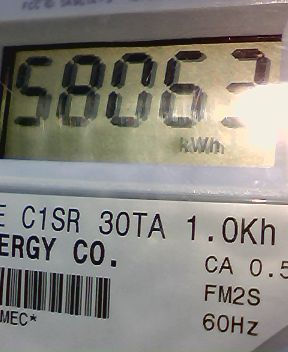 58063
kWh
E C1SR 30TA 1.0Kh
ERGY CO.
CA 0.5
FM2S
MEC*
60Hz